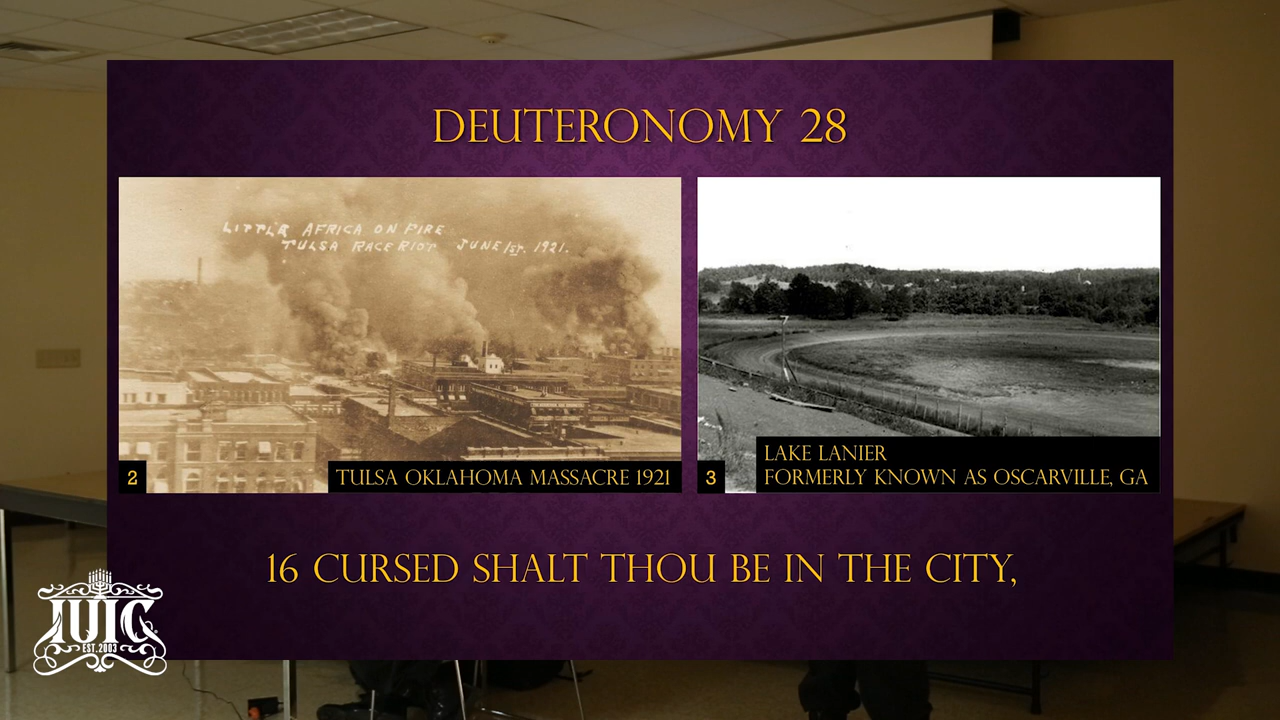 DEUTERONOMY 28
LITTLE AFRICA ON FIRE
TULSA RACE RIOT JUNE 1ST. 1921.
2
TULSA OKLAHOMA MASSACRE 1921
3
LAKE LANIER
FORMERLY KNOWN AS OSCARVILLE, GA
16 CURSED SHALT THOU BE IN THE CITY,
IUIC
EST. 2003